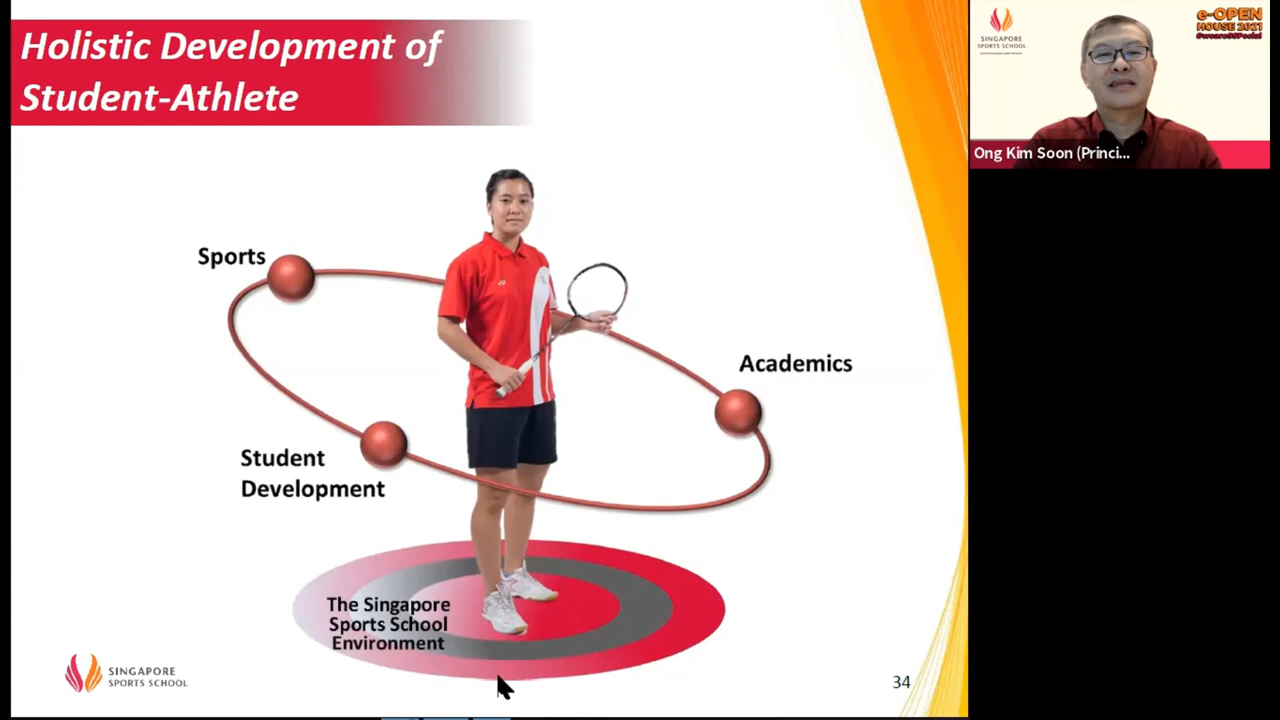 Holistic Development of
Student-Athlete
Sports
Academics
Student
Development
The Singapore
Sports School
Environment
SINGAPORE
SPORTS SCHOOL
34
SINGAPORE
SPORTS SCHOOL
e-OPEN
HOUSE 2021
Ong Kim Soon (Princi...